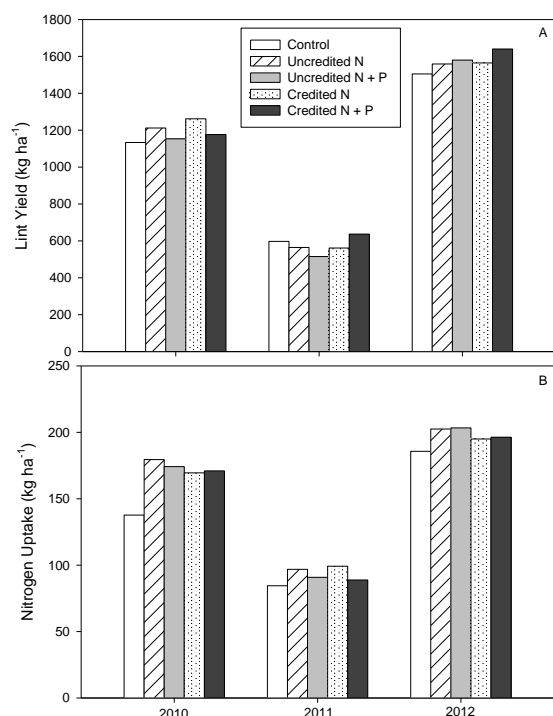 1800
1600
1400
1200
1000
800
600
400
200
0
Lint Yield (kg ha-1)
A
Control
Uncredited N
Uncredited N + P
Credited N
Credited N + P
250
200
150
100
50
0
Nitrogen Uptake (kg ha-1)
B
2010 2011 2012